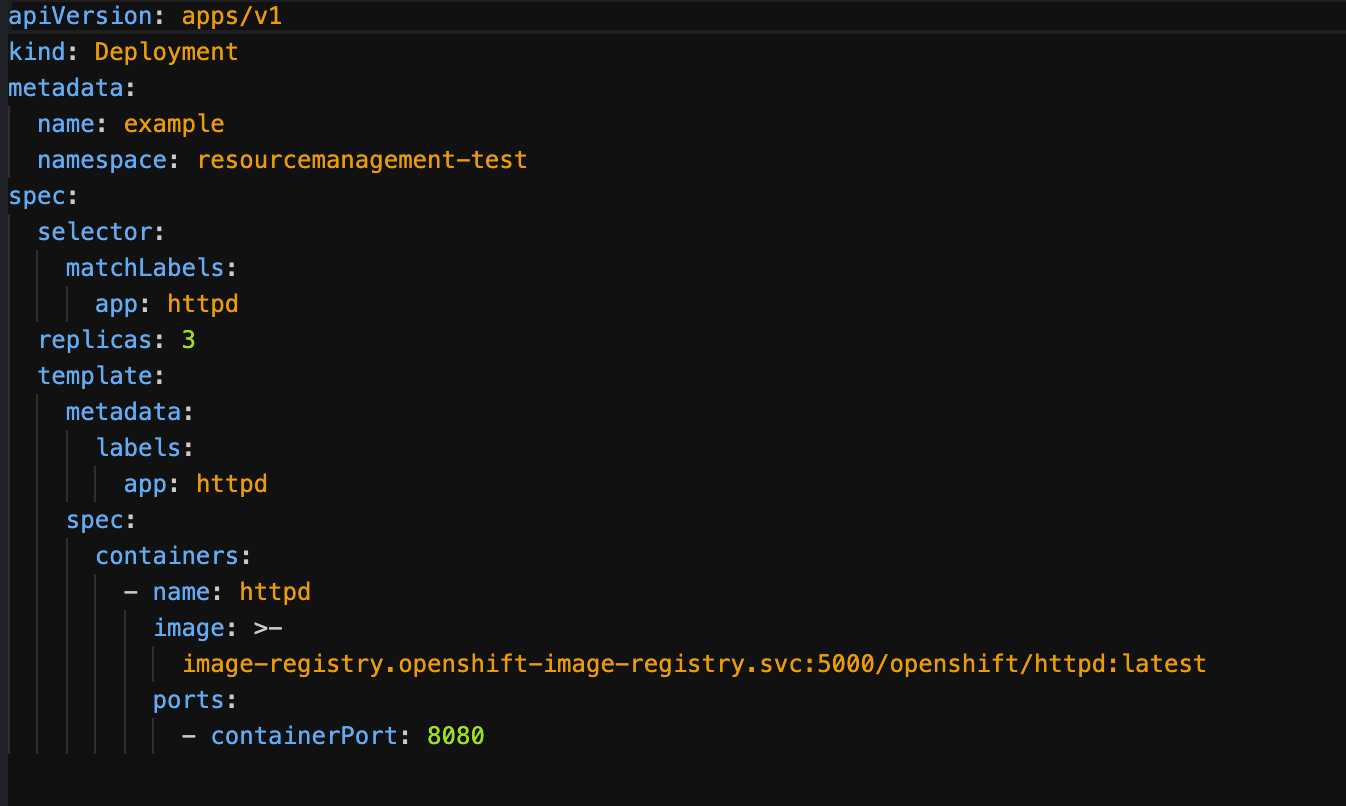 apiVersion: apps/v1
kind: Deployment
metadata:
  name: example
  namespace: resourcemanagement-test
spec:
  selector:
    matchLabels:
      app: httpd
  replicas: 3
  template:
    metadata:
      labels:
        app: httpd
    spec:
      containers:
        - name: httpd
          image: >-
            image-registry.openshift-image-registry.svc:5000/openshift/httpd:latest
          ports:
            - containerPort: 8080